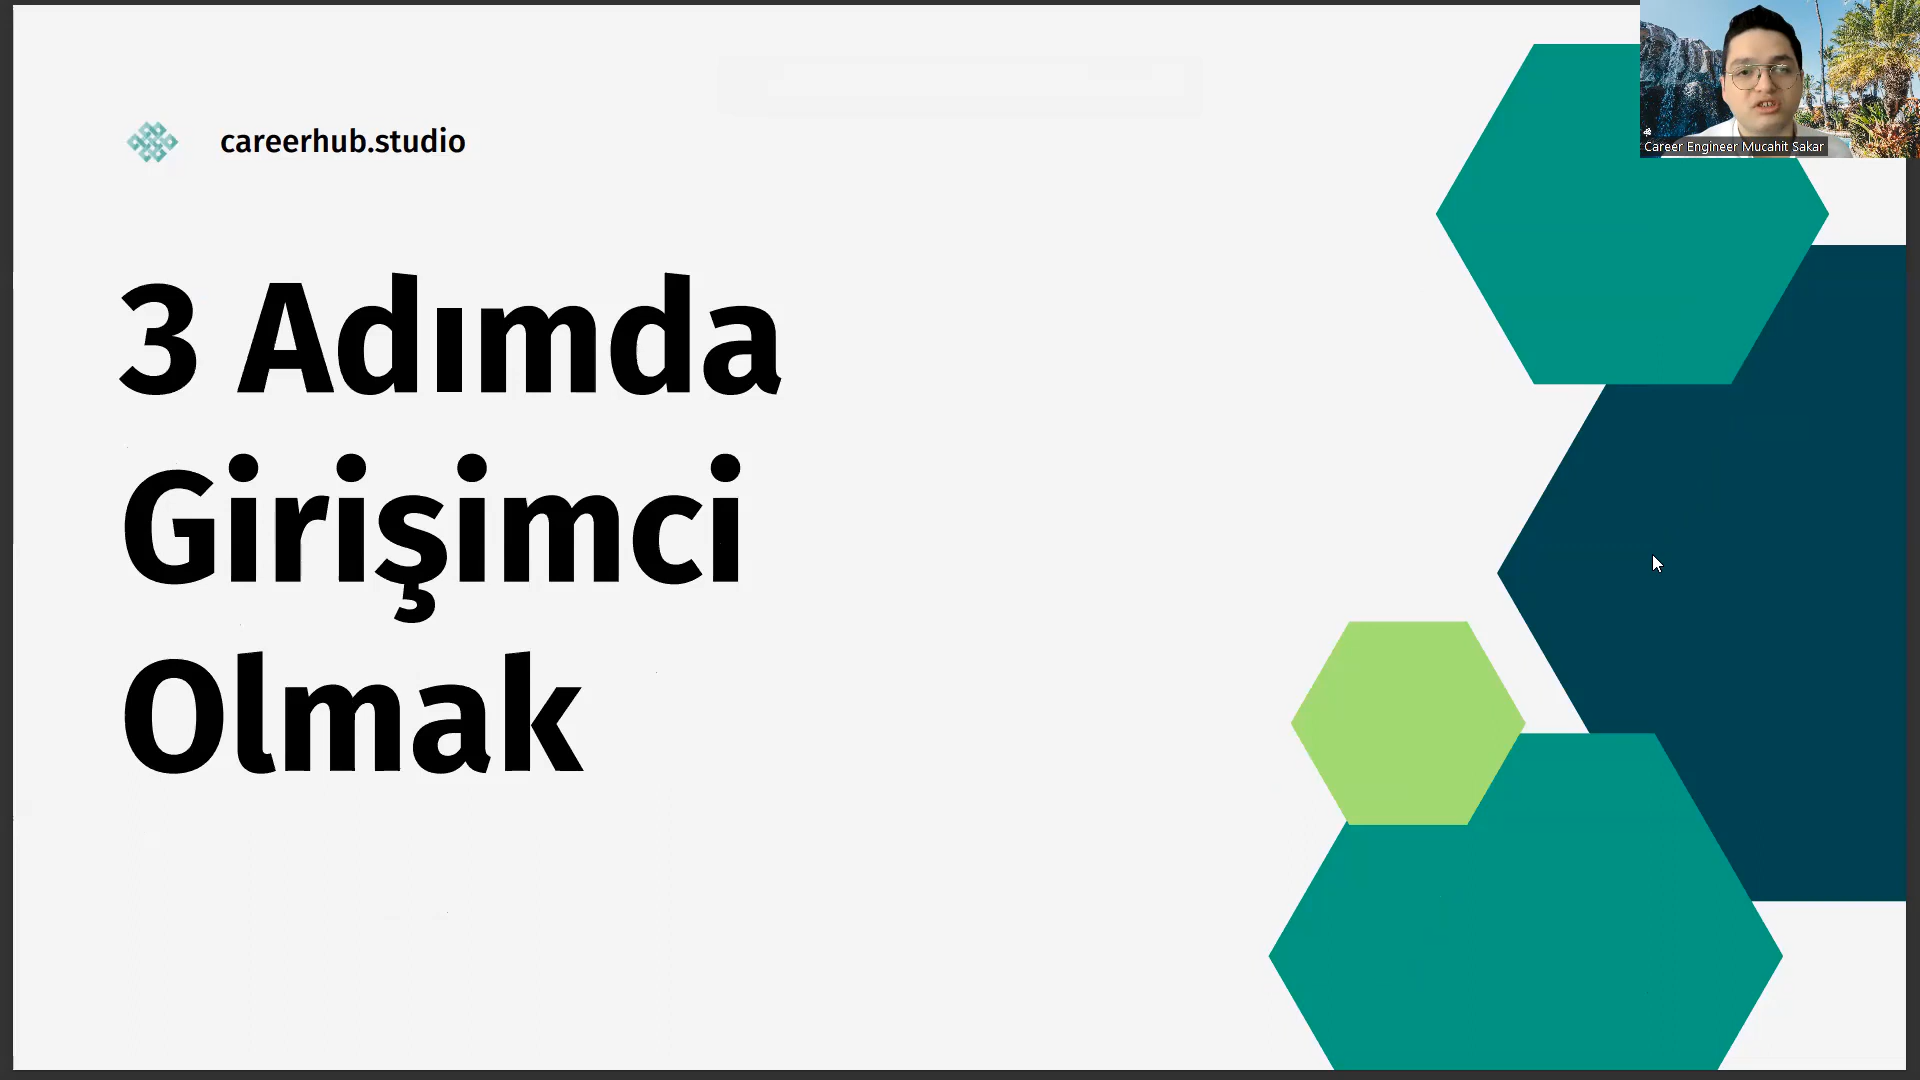 careerhub.studio
3 Adımda
Girişimci
Olmak
Career Engineer Mucahit Sakar